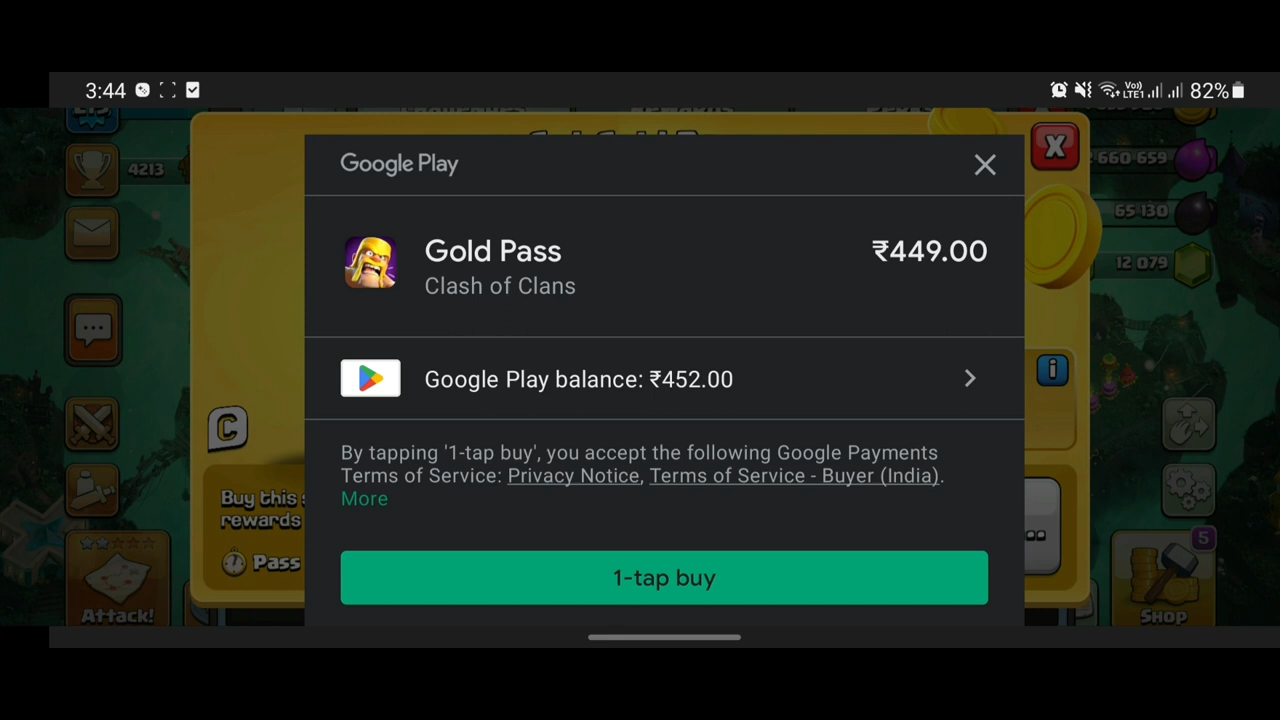 3:44
Vo)) LTE1 82%
4213
660 659
65 130
12 079
Google Play
Gold Pass
₹449.00
Clash of Clans
Google Play balance: ₹452.00
By tapping '1-tap buy', you accept the following Google Payments
Terms of Service: Privacy Notice, Terms of Service - Buyer (India).
More
1-tap buy
C
Buy this
rewards
Pass
Attack!
5
Shop